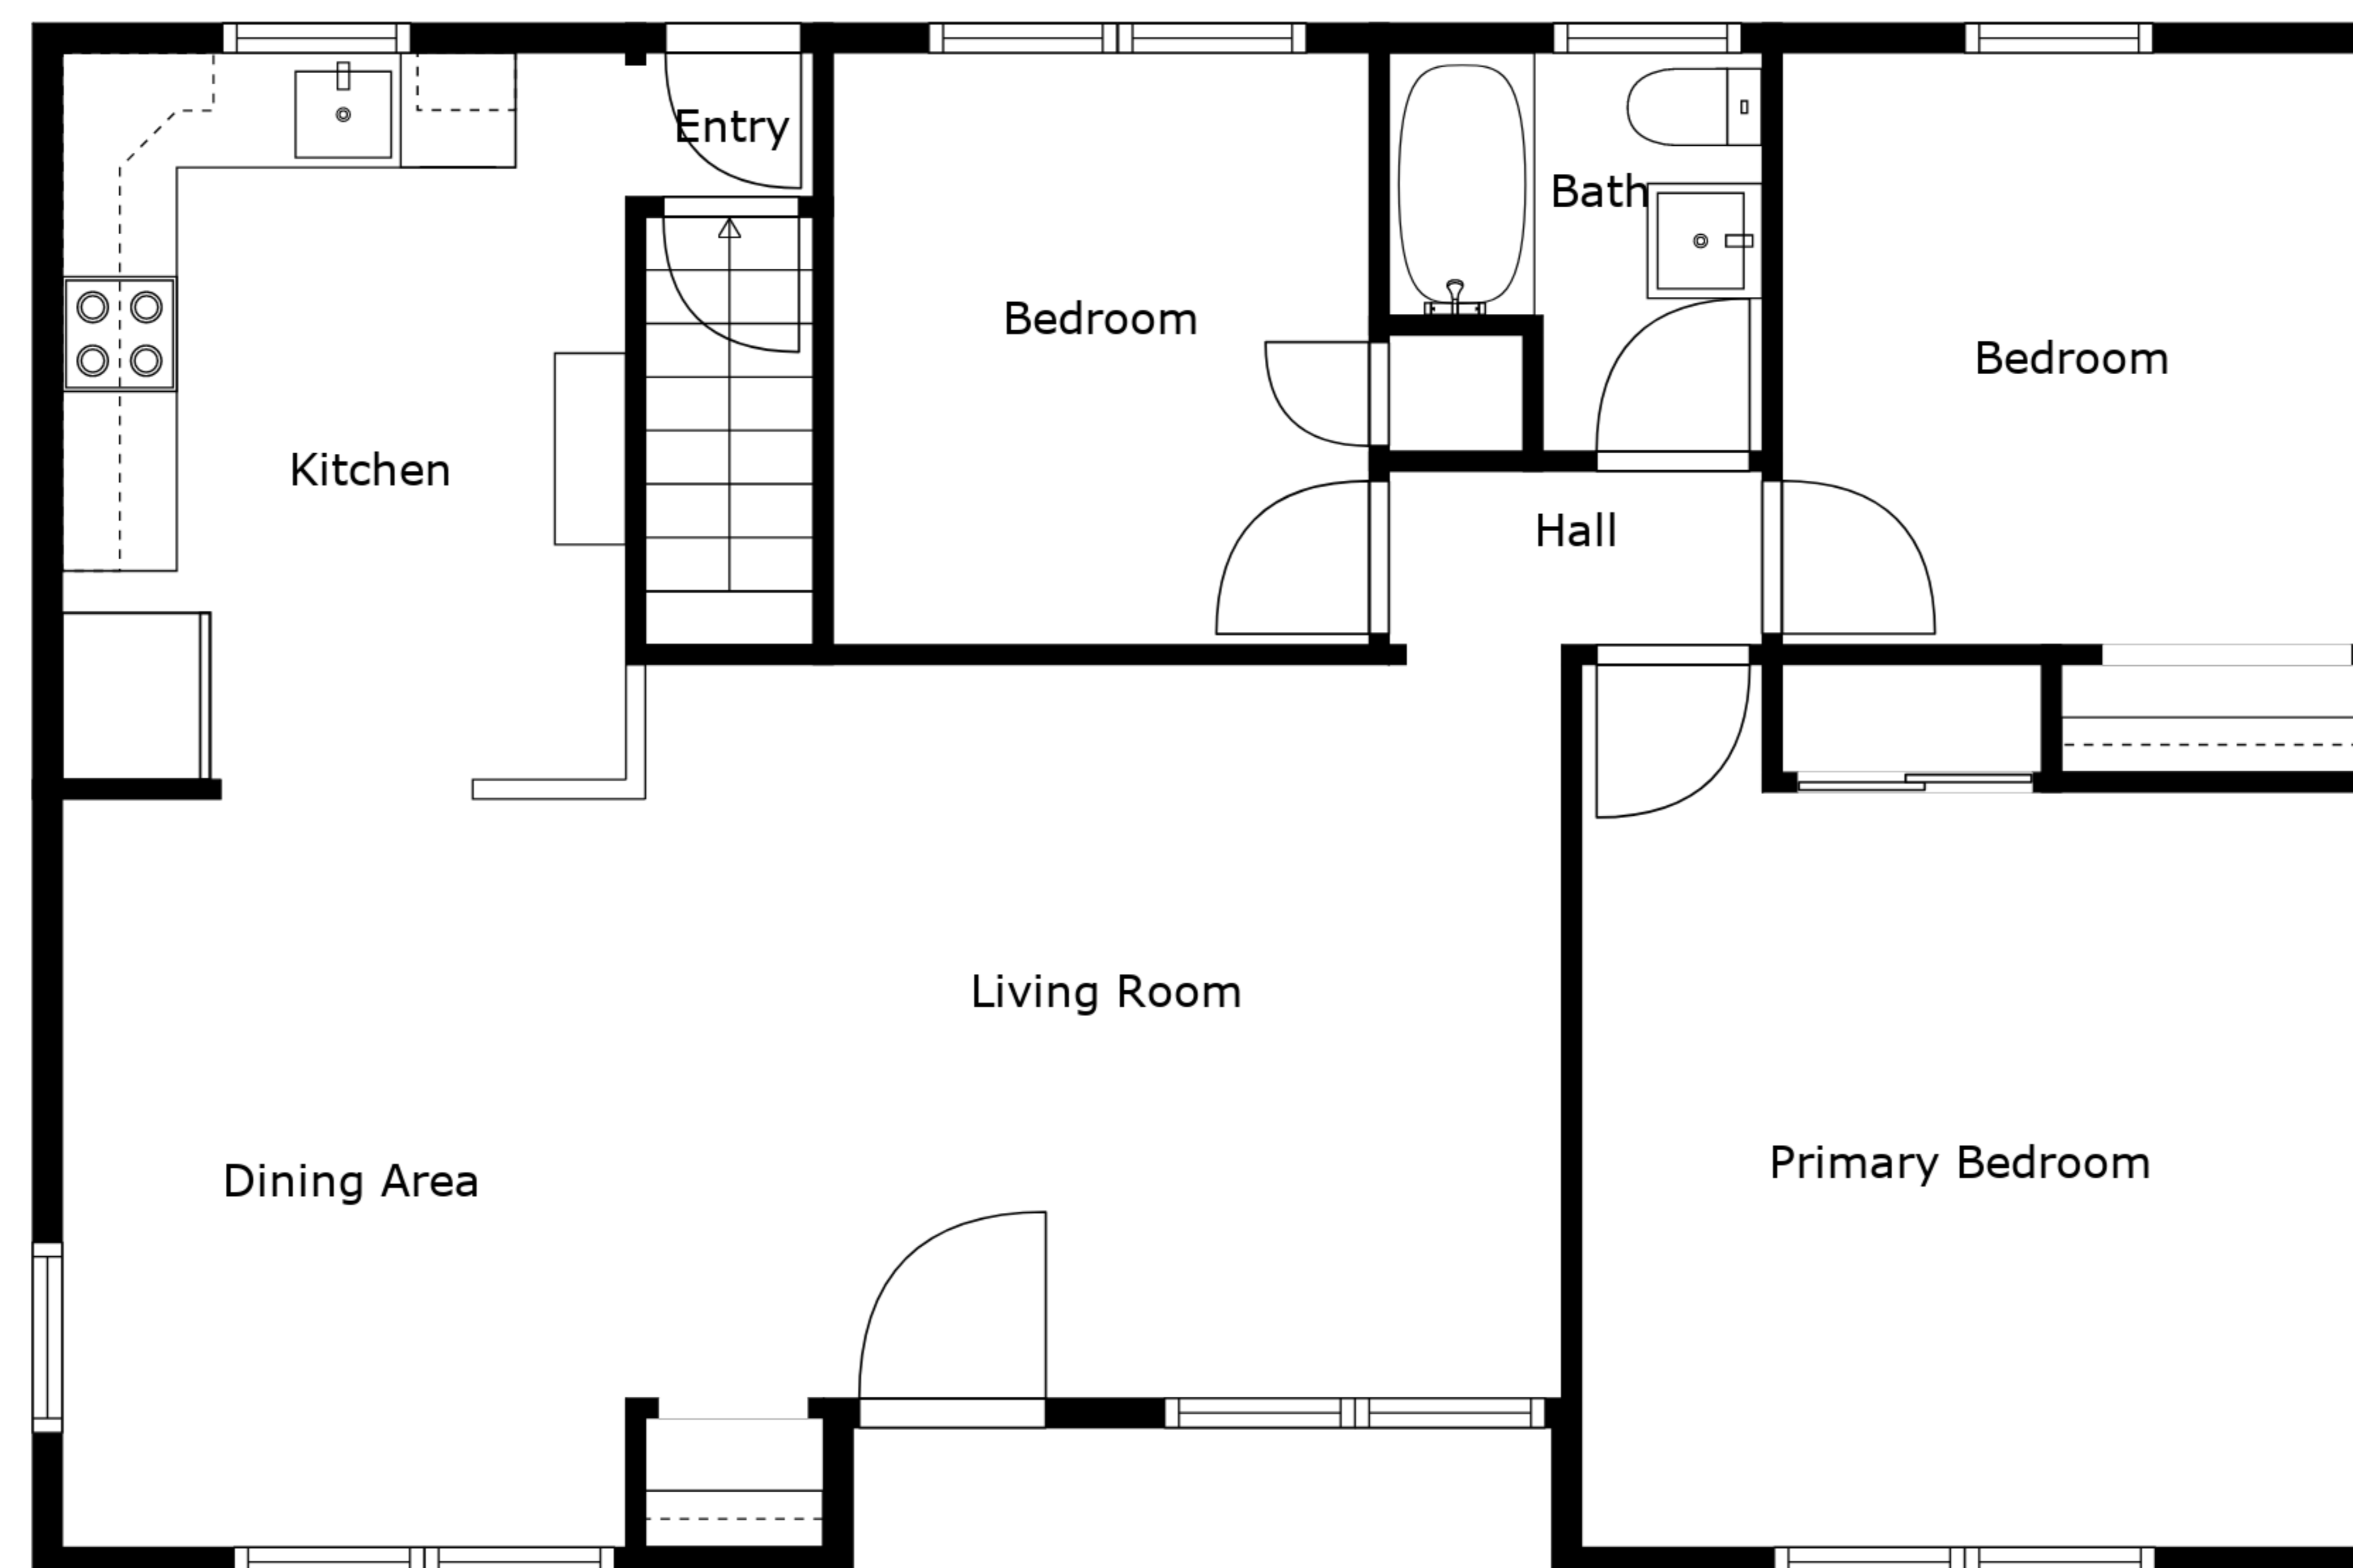 Entry
Bath
Bedroom
Bedroom
Kitchen
Hall
Living Room
Dining Area
Primary Bedroom